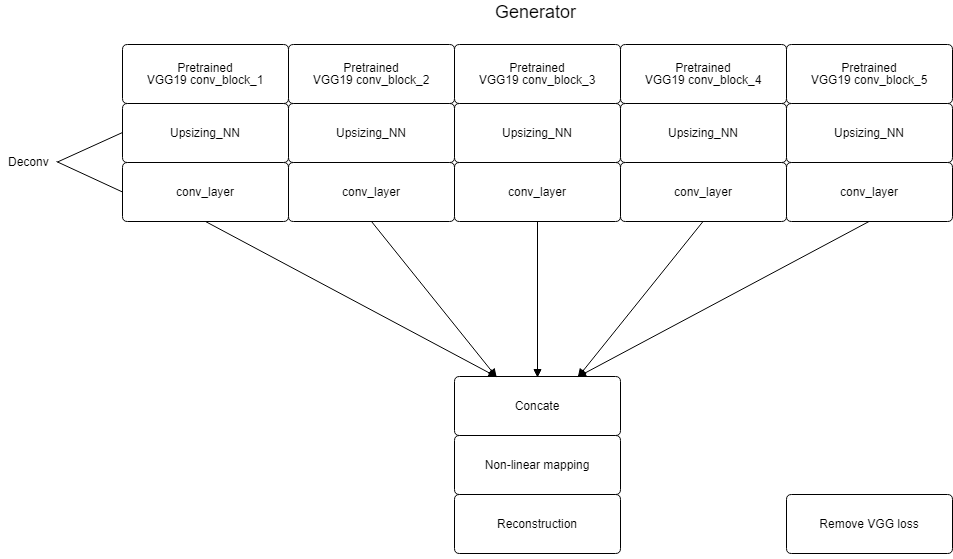 Generator
Pretrained
VGG19 conv_block_1
Pretrained
VGG19 conv_block_2
Pretrained
VGG19 conv_block_3
Pretrained
VGG19 conv_block_4
Pretrained
VGG19 conv_block_5
Upsizing_NN
Upsizing_NN
Upsizing_NN
Upsizing_NN
Upsizing_NN
Deconv
conv_layer
conv_layer
conv_layer
conv_layer
conv_layer
Concate
Non-linear mapping
Reconstruction
Remove VGG loss